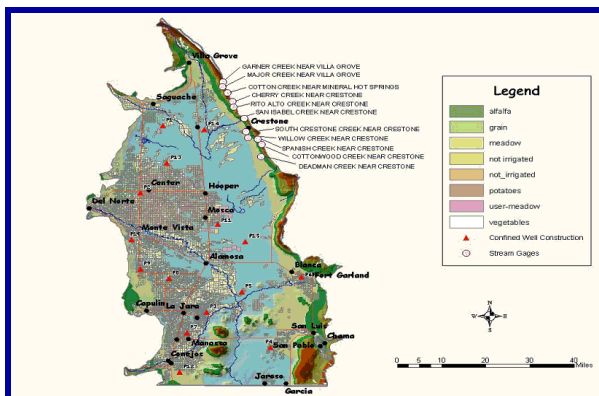 Villa Grove
GARNER CREEK NEAR VILLA GROVE
MAJOR CREEK NEAR VILLA GROVE
COTTON CREEK NEAR MINERAL HOT SPRINGS
CHERRY CREEK NEAR CRESTONE
RITO ALTO CREEK NEAR CRESTONE
SAN ISABEL CREEK NEAR CRESTONE
Saguache
Crestone
SOUTH CRESTONE CREEK NEAR CRESTONE
WILLOW CREEK NEAR CRESTONE
SPANISH CREEK NEAR CRESTONE
COTTONWOOD CREEK NEAR CRESTONE
DEADMAN CREEK NEAR CRESTONE
Center
Hooper
Del Norte
Mosca
P11
Monte Vista
Alamosa
Blanca
Fort Garland
P5
Capulin
La Jara
P3
San Luis
Chama
Manassa
P4
San Pablo
Conejos
Jaroso
Garcia
Legend
alfalfa
grain
meadow
not irrigated
not_irrigated
potatoes
user-meadow
vegetables
Confined Well Construction
Stream Gages
N
W
E
S
0 5 10 20 30 40
Miles